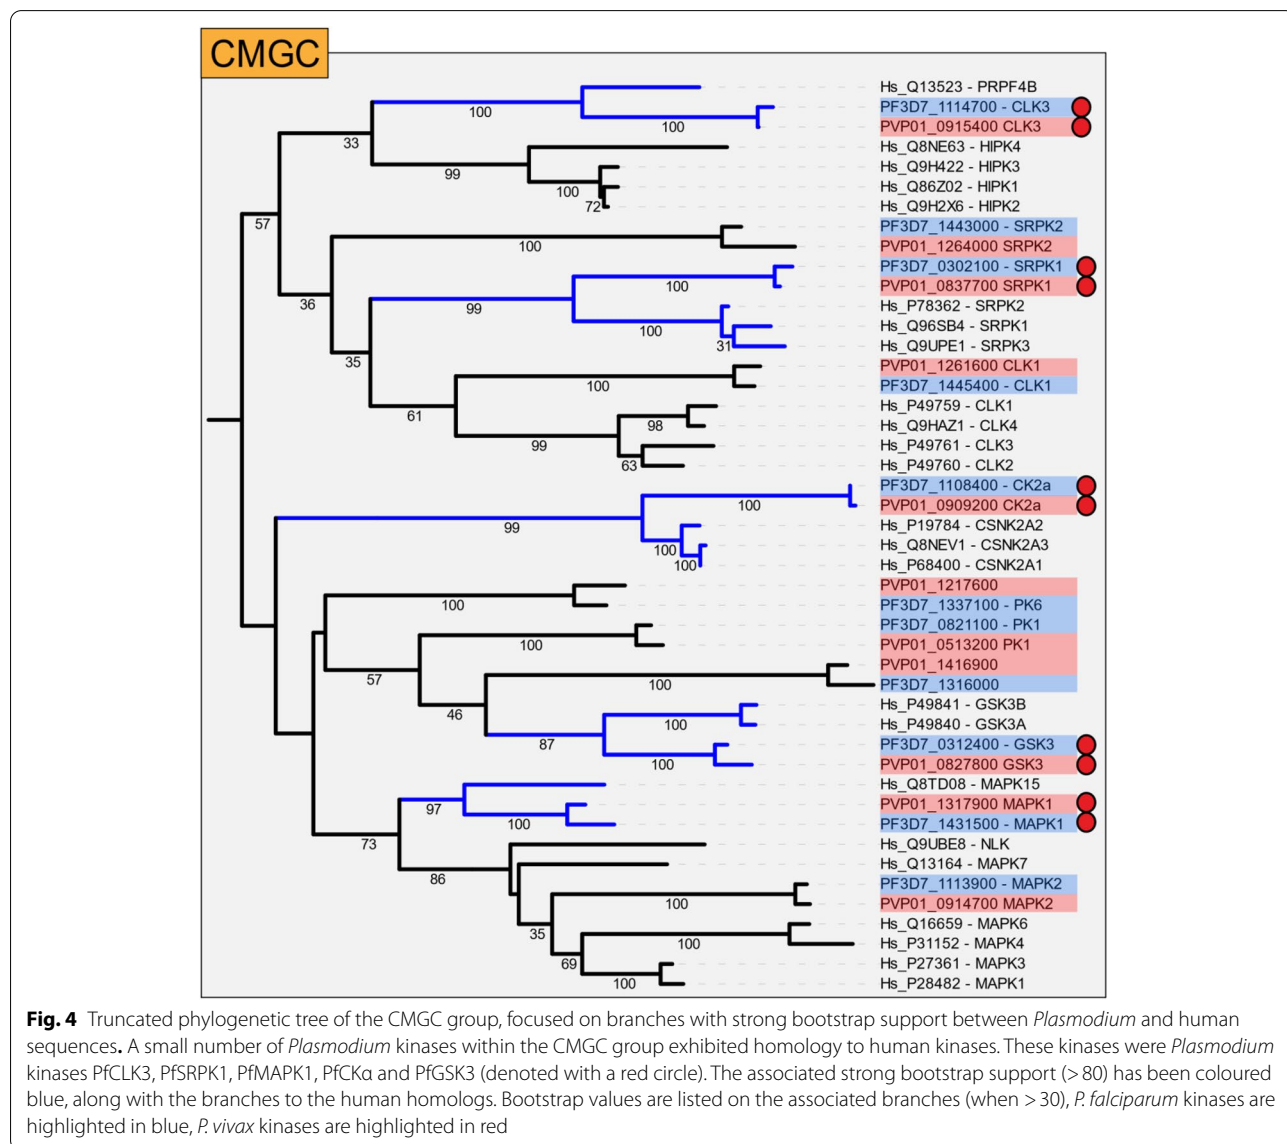 CMGC
Hs_Q13523 - PRPF4B
100
PF3D7_1114700 - CLK3
100
PVP01_0915400 CLK3
33
Hs_Q8NE63 - HIPK4
Hs_Q9H422 - HIPK3
99
100
Hs_Q86Z02 - HIPK1
72
Hs_Q9H2X6 - HIPK2
57
PF3D7_1443000 - SRPK2
100
PVP01_1264000 SRPK2
PF3D7_0302100 - SRPK1
100
PVP01_0837700 SRPK1
36
99
Hs_P78362 - SRPK2
100
Hs_Q96SB4 - SRPK1
31
Hs_Q9UPE1 - SRPK3
35
PVP01_1261600 CLK1
100
PF3D7_1445400 - CLK1
61
Hs_P49759 - CLK1
98
Hs_Q9HAZ1 - CLK4
99
Hs_P49761 - CLK3
63
Hs_P49760 - CLK2
PF3D7_1108400 - CK2a
100
PVP01_0909200 CK2a
99
Hs_P19784 - CSNK2A2
100
Hs_Q8NEV1 - CSNK2A3
100
Hs_P68400 - CSNK2A1
PVP01_1217600
100
PF3D7_1337100 - PK6
PF3D7_0821100 - PK1
100
PVP01_0513200 PK1
57
PVP01_1416900
100
PF3D7_1316000
46
Hs_P49841 - GSK3B
100
Hs_P49840 - GSK3A
87
PF3D7_0312400 - GSK3
100
PVP01_0827800 GSK3
Hs_Q8TD08 - MAPK15
97
PVP01_1317900 MAPK1
100
PF3D7_1431500 - MAPK1
73
Hs_Q9UBE8 - NLK
Hs_Q13164 - MAPK7
86
PF3D7_1113900 - MAPK2
100
PVP01_0914700 MAPK2
35
Hs_Q16659 - MAPK6
100
Hs_P31152 - MAPK4
69
Hs_P27361 - MAPK3
100
Hs_P28482 - MAPK1
Fig. 4 Truncated phylogenetic tree of the CMGC group, focused on branches with strong bootstrap support between Plasmodium and human
sequences. A small number of Plasmodium kinases within the CMGC group exhibited homology to human kinases. These kinases were Plasmodium
kinases PfCLK3, PfSRPK1, PfMAPK1, PfCKα and PfGSK3 (denoted with a red circle). The associated strong bootstrap support (> 80) has been coloured
blue, along with the branches to the human homologs. Bootstrap values are listed on the associated branches (when > 30), P. falciparum kinases are
highlighted in blue, P. vivax kinases are highlighted in red